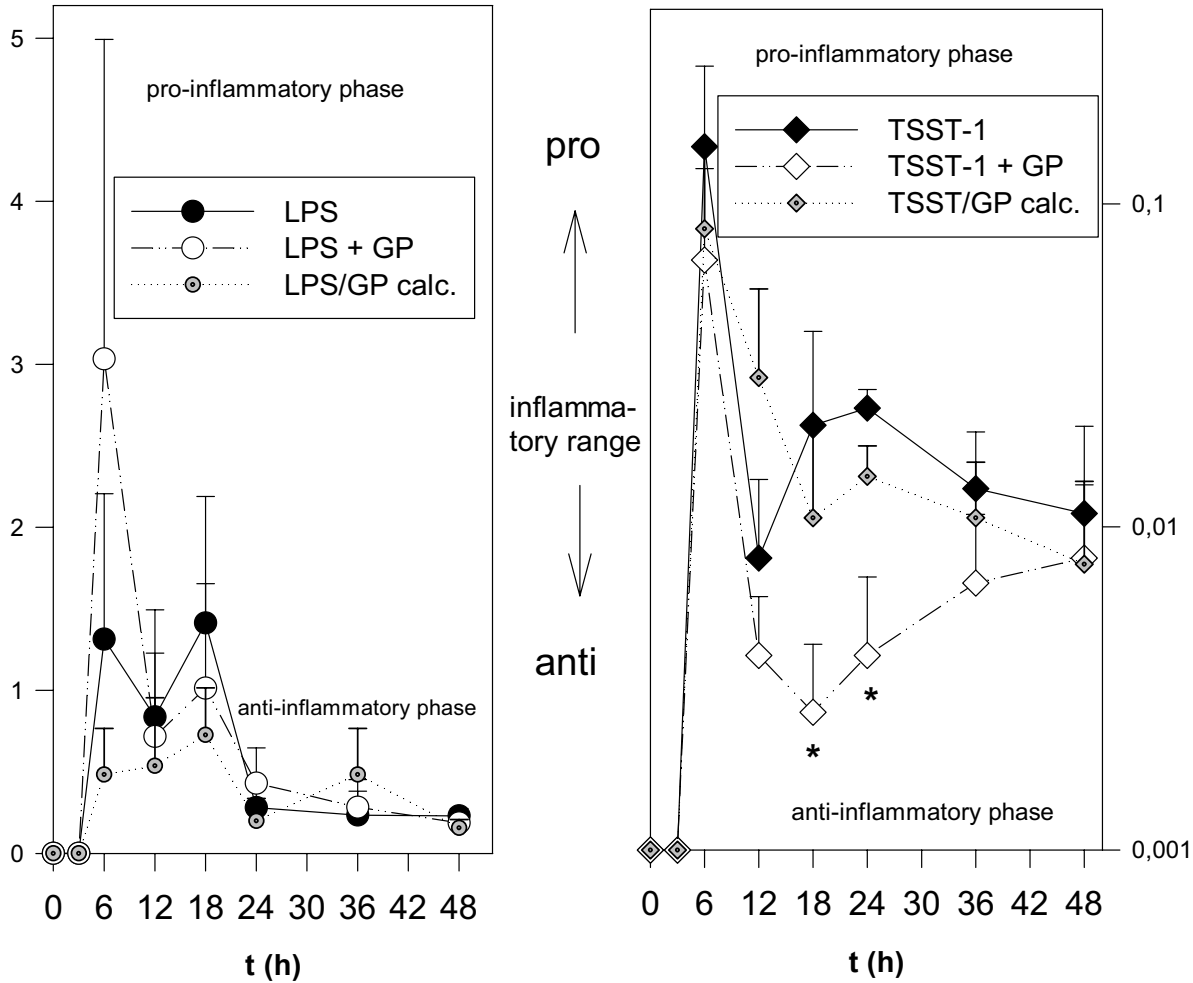 5
4
3
2
1
0
pro-inflammatory phase
LPS
LPS + GP
LPS/GP calc.
anti-inflammatory phase
0 6 12 18 24 30 36 42 48
t (h)
pro
inflamma-
tory range
anti
pro-inflammatory phase
TSST-1
TSST-1 + GP
TSST/GP calc.
*
*
anti-inflammatory phase
0,1
0,01
0,001
0 6 12 18 24 30 36 42 48
t (h)